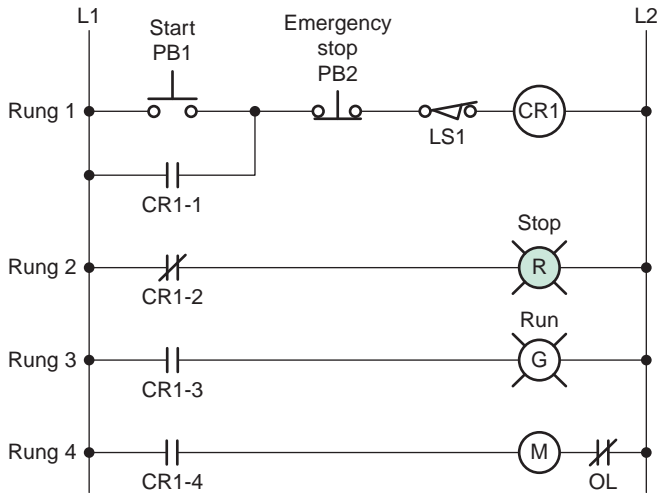 L1
L2
Start
PB1
Emergency
stop
PB2
Rung 1
CR1
LS1
CR1-1
Stop
Rung 2
R
CR1-2
Run
Rung 3
G
CR1-3
Rung 4
M
CR1-4
OL